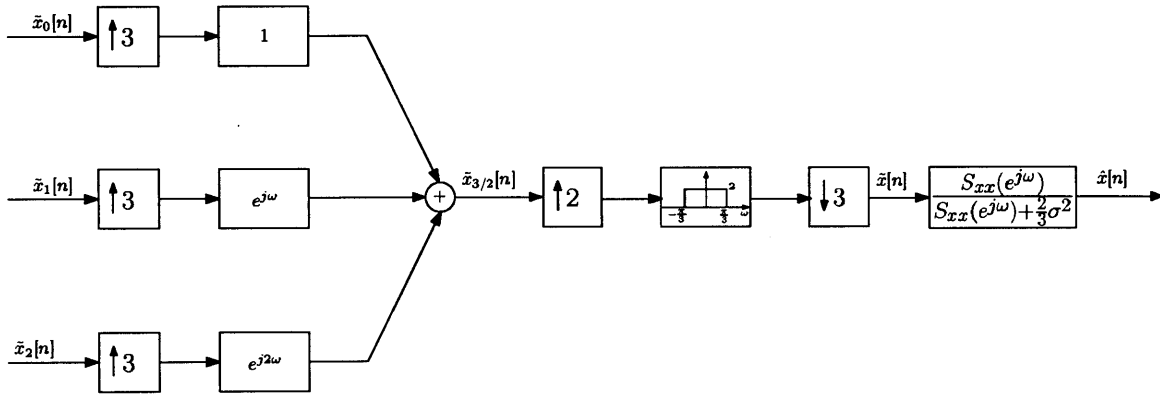 x̃₀[n]
↑3
1
x̃₁[n]
↑3
e^{jω}
+
x̃_{3/2}[n]
↑2
2
-π/3
π/3
ω
↓3
x̃[n]
S_{xx}(e^{jω})
S_{xx}(e^{jω})+\frac{2}{3}σ²
x̂[n]
x̃₂[n]
↑3
e^{j2ω}